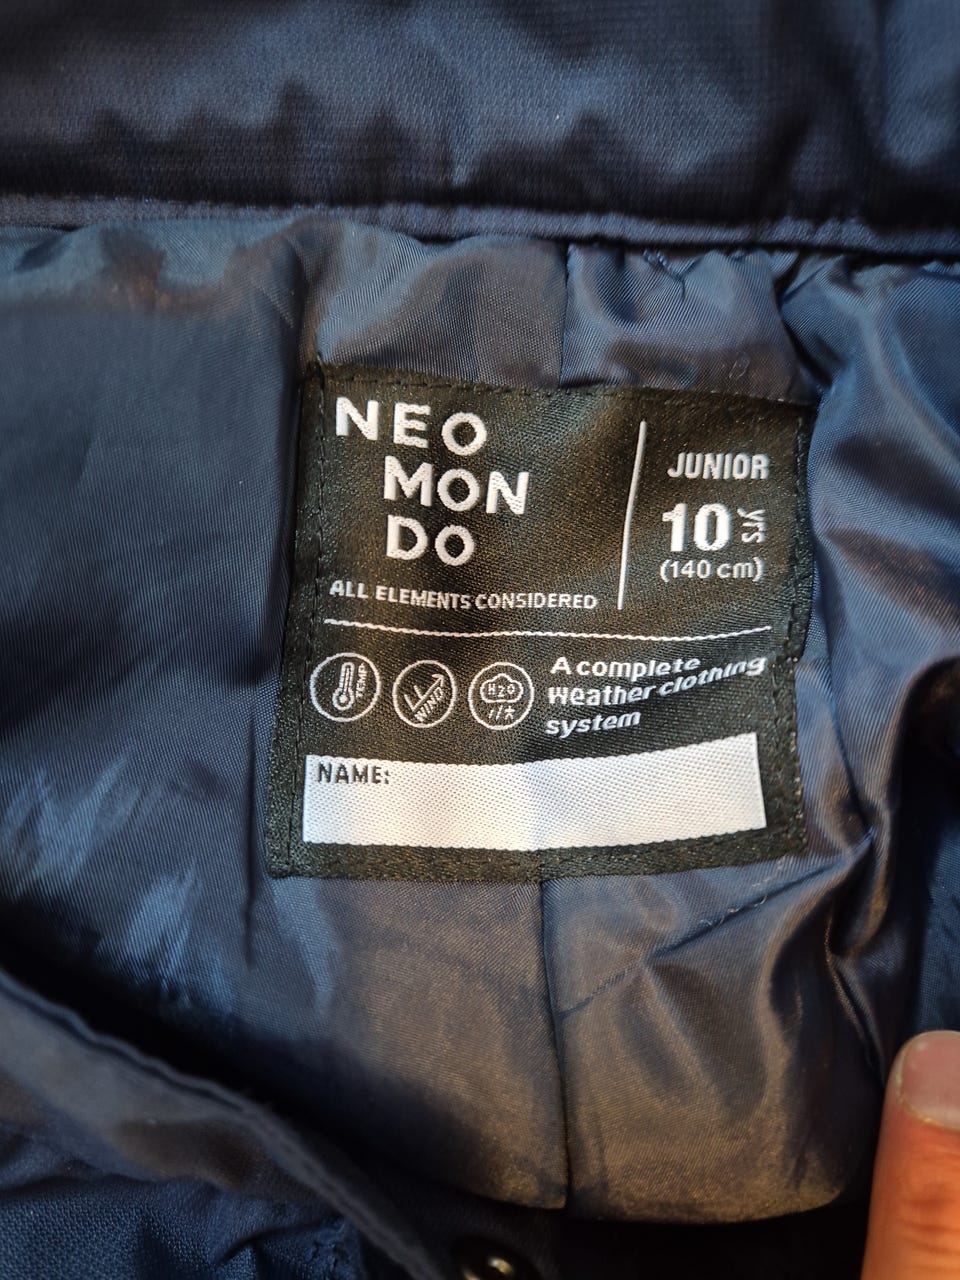 NEO
MON
DO
ALL ELEMENTS CONSIDERED
JUNIOR
10 yrs
(140 cm)
TEMP
WIND
H2O
A complete
weather clothing
system
NAME: